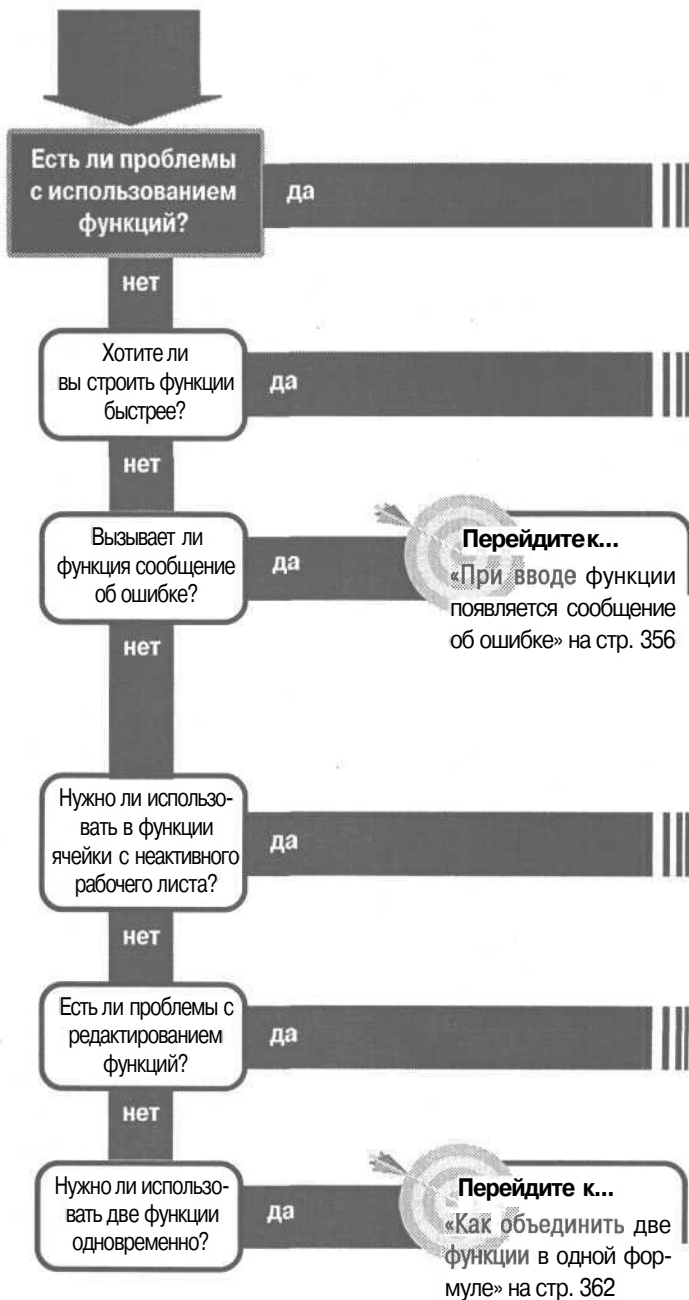 Есть ли проблемы
с использованием
функций?
да
нет
Хотите ли
вы строить функции
быстрее?
да
нет
Вызывает ли
функция сообщение
об ошибке?
да
Перейдите к...
«При вводе функции
появляется сообщение
об ошибке» на стр. 356
нет
Нужно ли использо-
вать в функции
ячейки с неактивного
рабочего листа?
да
нет
Есть ли проблемы с
редактированием
функций?
да
нет
Нужно ли использо-
вать две функции
одновременно?
да
Перейдите к...
«Как объединить две
функции в одной фор-
муле» на стр. 362